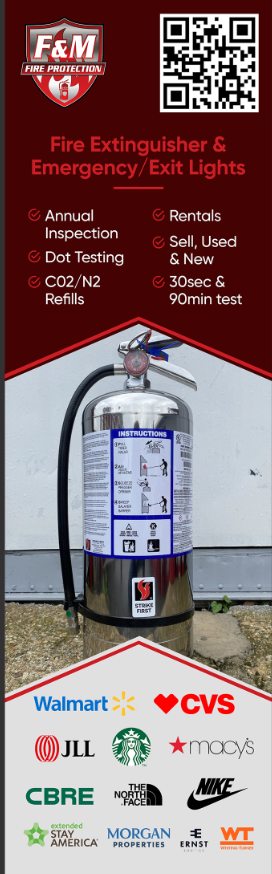 F&M
FIRE PROTECTION
Fire Extinguisher &
Emergency/Exit Lights
Annual
Inspection
Dot Testing
C02/N2
Refills
Rentals
Sell, Used
& New
30sec &
90min test
INSTRUCTIONS
STRIKE
FIRST
Walmart
CVS
JLL
macy's
CBRE
THE
NORTH
FACE
NIKE
extended
STAY
AMERICA
MORGAN
PROPERTIES
ERNST
WT